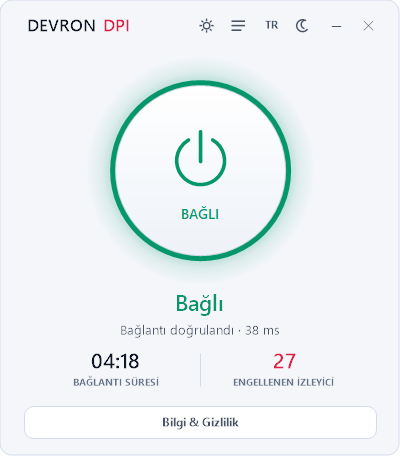 DEVRON DPI
TR
BAĞLI
Bağlı
Bağlantı doğrulandı · 38 ms
04:18 27
BAĞLANTI SÜRESİ ENGELLENEN İZLEYİCİ
Bilgi & Gizlilik